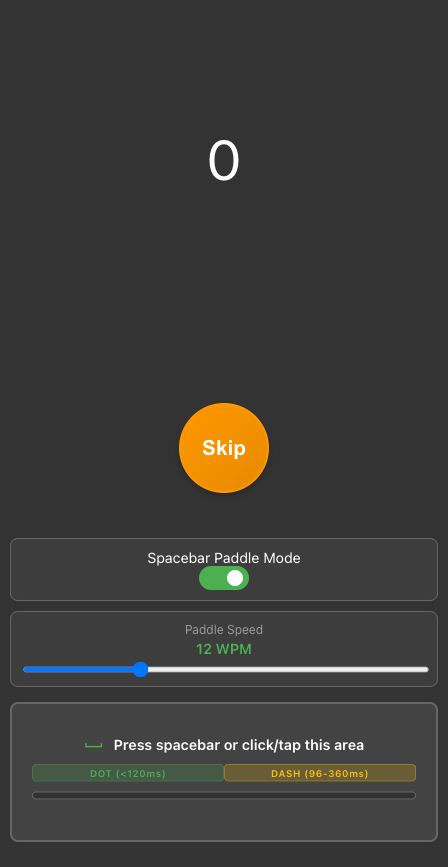 0
Skip
Spacebar Paddle Mode
Paddle Speed
12 WPM
Press spacebar or click/tap this area
DOT (<120ms) DASH (96-360ms)